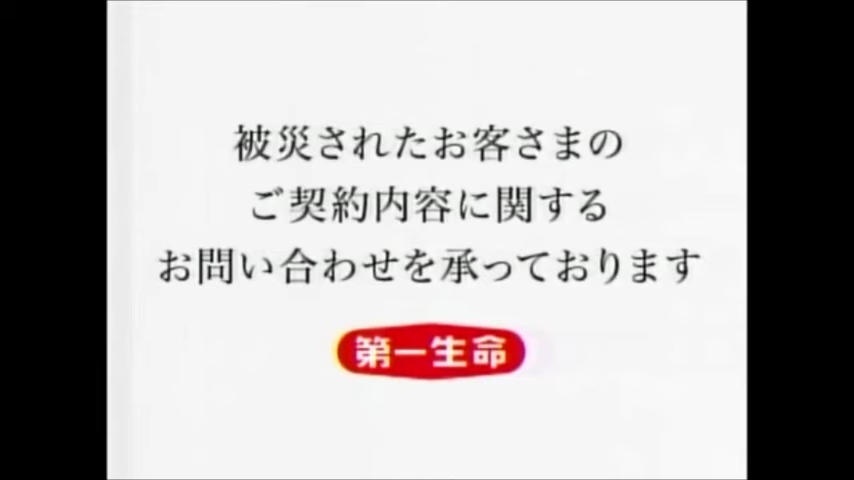 被災されたお客さまの
ご契約内容に関する
お問い合わせを承っております
第一生命